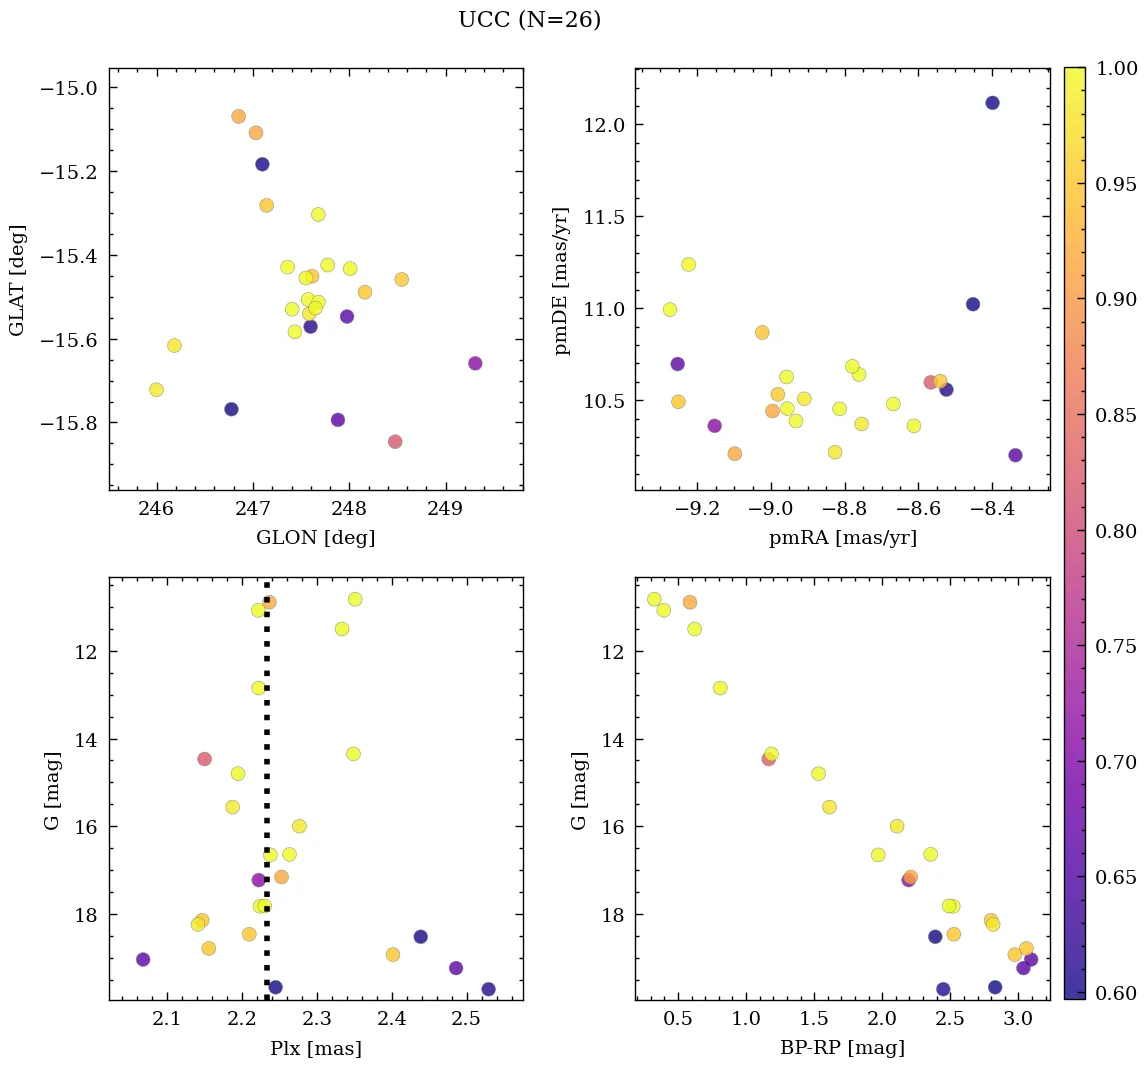 UCC (N=26)
−15.0
−15.2
−15.4
−15.6
−15.8
GLAT [deg]
246 247 248 249
GLON [deg]
12.0
11.5
11.0
10.5
pmDE [mas/yr]
−9.2 −9.0 −8.8 −8.6 −8.4
pmRA [mas/yr]
12
14
16
18
G [mag]
2.1 2.2 2.3 2.4 2.5
Plx [mas]
12
14
16
18
G [mag]
0.5 1.0 1.5 2.0 2.5 3.0
BP-RP [mag]
1.00
0.95
0.90
0.85
0.80
0.75
0.70
0.65
0.60